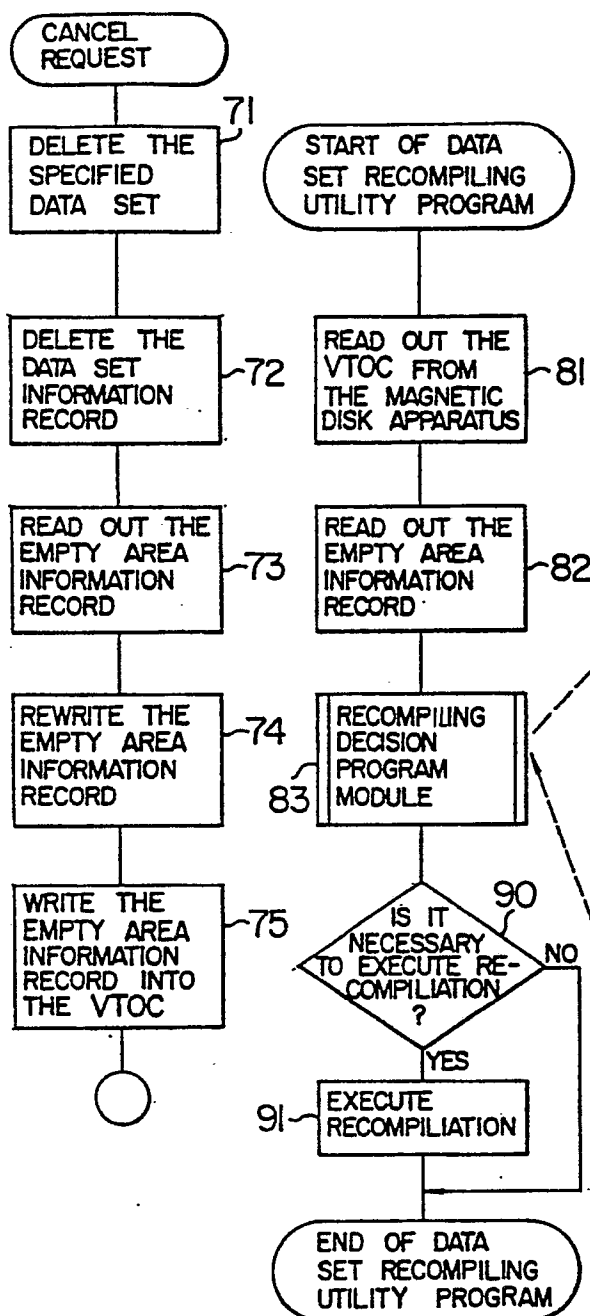 CANCEL
REQUEST
71
DELETE THE
SPECIFIED
DATA SET
DELETE THE
DATA SET
INFORMATION
RECORD
72
READ OUT THE
EMPTY AREA
INFORMATION
RECORD
73
REWRITE THE
EMPTY AREA
INFORMATION
RECORD
74
WRITE THE
EMPTY AREA
INFORMATION
RECORD INTO
THE VTOC
75
START OF DATA
SET RECOMPILING
UTILITY PROGRAM
READ OUT THE
VTOC FROM
THE MAGNETIC
DISK APPARATUS
81
READ OUT THE
EMPTY AREA
INFORMATION
RECORD
82
RECOMPILING
DECISION
PROGRAM
MODULE
83
90
IS IT
NECESSARY
TO EXECUTE RE-
COMPILIATION
?
NO
YES
EXECUTE
RECOMPILIATION
91
END OF DATA
SET RECOMPILING
UTILITY PROGRAM